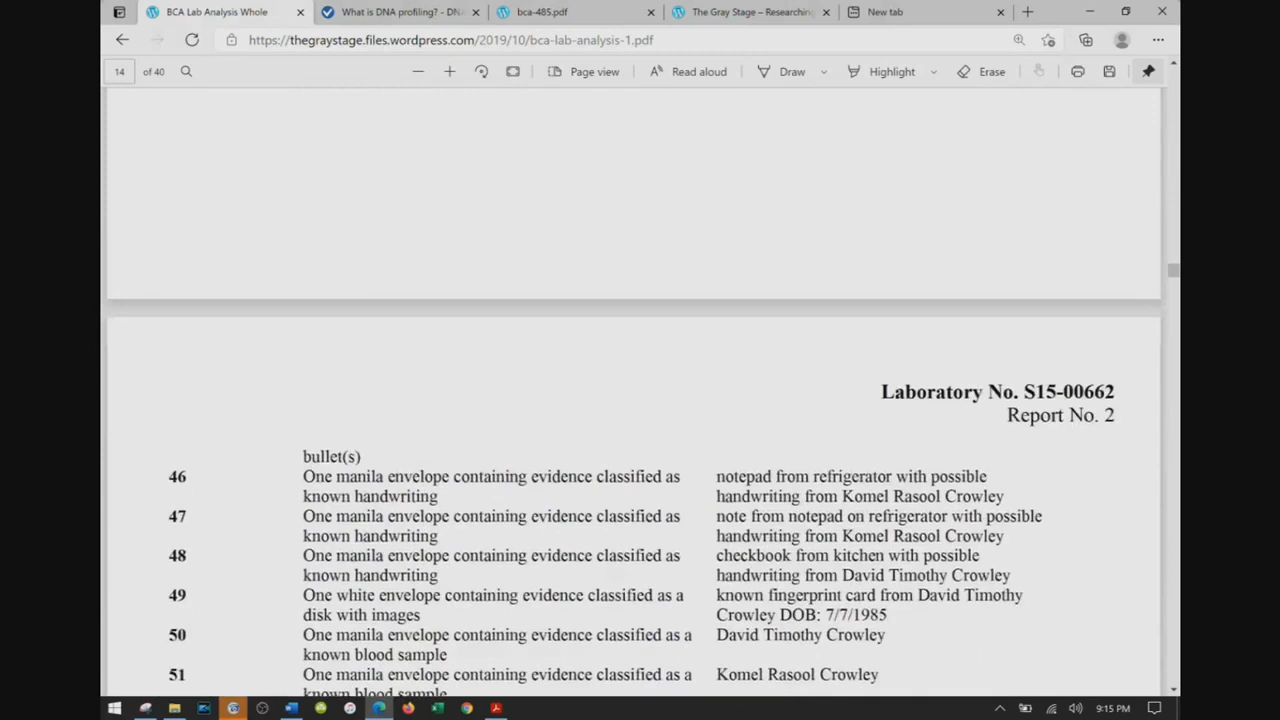 BCA Lab Analysis Whole
What is DNA profiling? - DN
bca-485.pdf
The Gray Stage – Researching
New tab
https://thegraystage.files.wordpress.com/2019/10/bca-lab-analysis-1.pdf
14 of 40
Page view
Read aloud
Draw
Highlight
Erase
Laboratory No. S15-00662
Report No. 2
bullet(s)
46 One manila envelope containing evidence classified as notepad from refrigerator with possible
known handwriting handwriting from Komel Rasool Crowley
47 One manila envelope containing evidence classified as note from notepad on refrigerator with possible
known handwriting handwriting from Komel Rasool Crowley
48 One manila envelope containing evidence classified as checkbook from kitchen with possible
known handwriting handwriting from David Timothy Crowley
49 One white envelope containing evidence classified as a known fingerprint card from David Timothy
disk with images Crowley DOB: 7/7/1985
50 One manila envelope containing evidence classified as a David Timothy Crowley
known blood sample
51 One manila envelope containing evidence classified as a Komel Rasool Crowley
known blood sample
9:15 PM